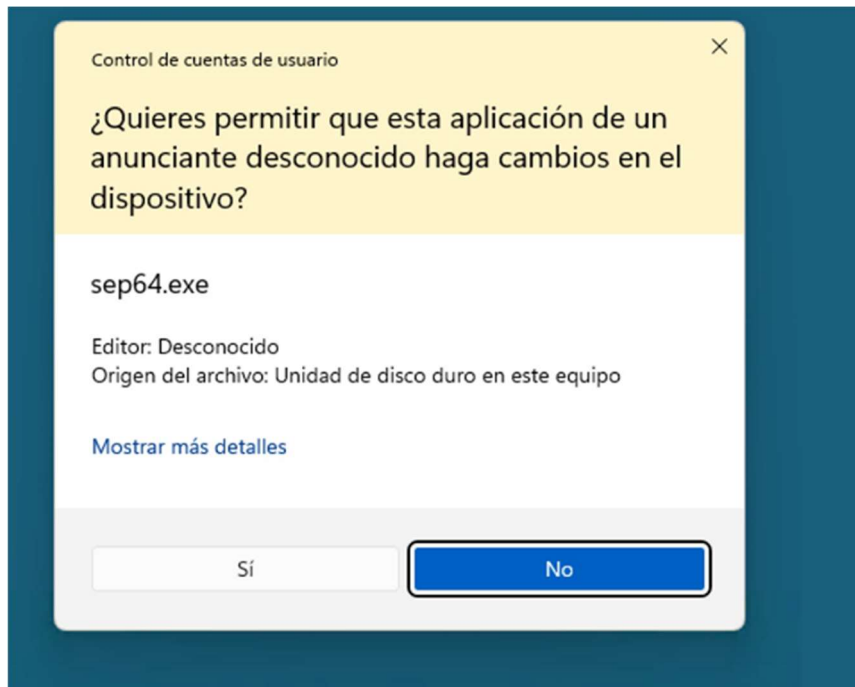 Control de cuentas de usuario
¿Quieres permitir que esta aplicación de un
anunciante desconocido haga cambios en el
dispositivo?
sep64.exe
Editor: Desconocido
Origen del archivo: Unidad de disco duro en este equipo
Mostrar más detalles
Sí
No